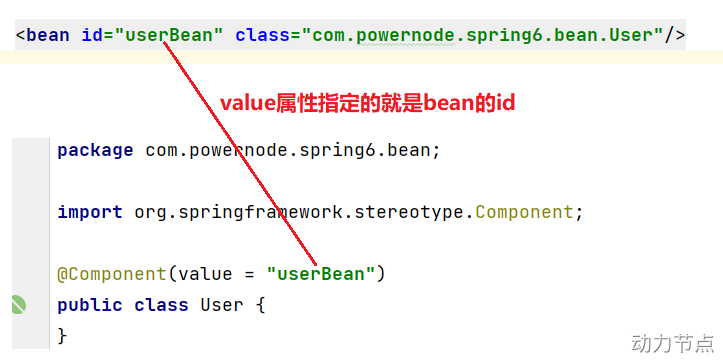 <bean id="userBean" class="com.powernode.spring6.bean.User"/>
value属性指定的就是bean的id
package com.powernode.spring6.bean;
import org.springframework.stereotype.Component;
@Component(value = "userBean")
public class User {
}
动力节点